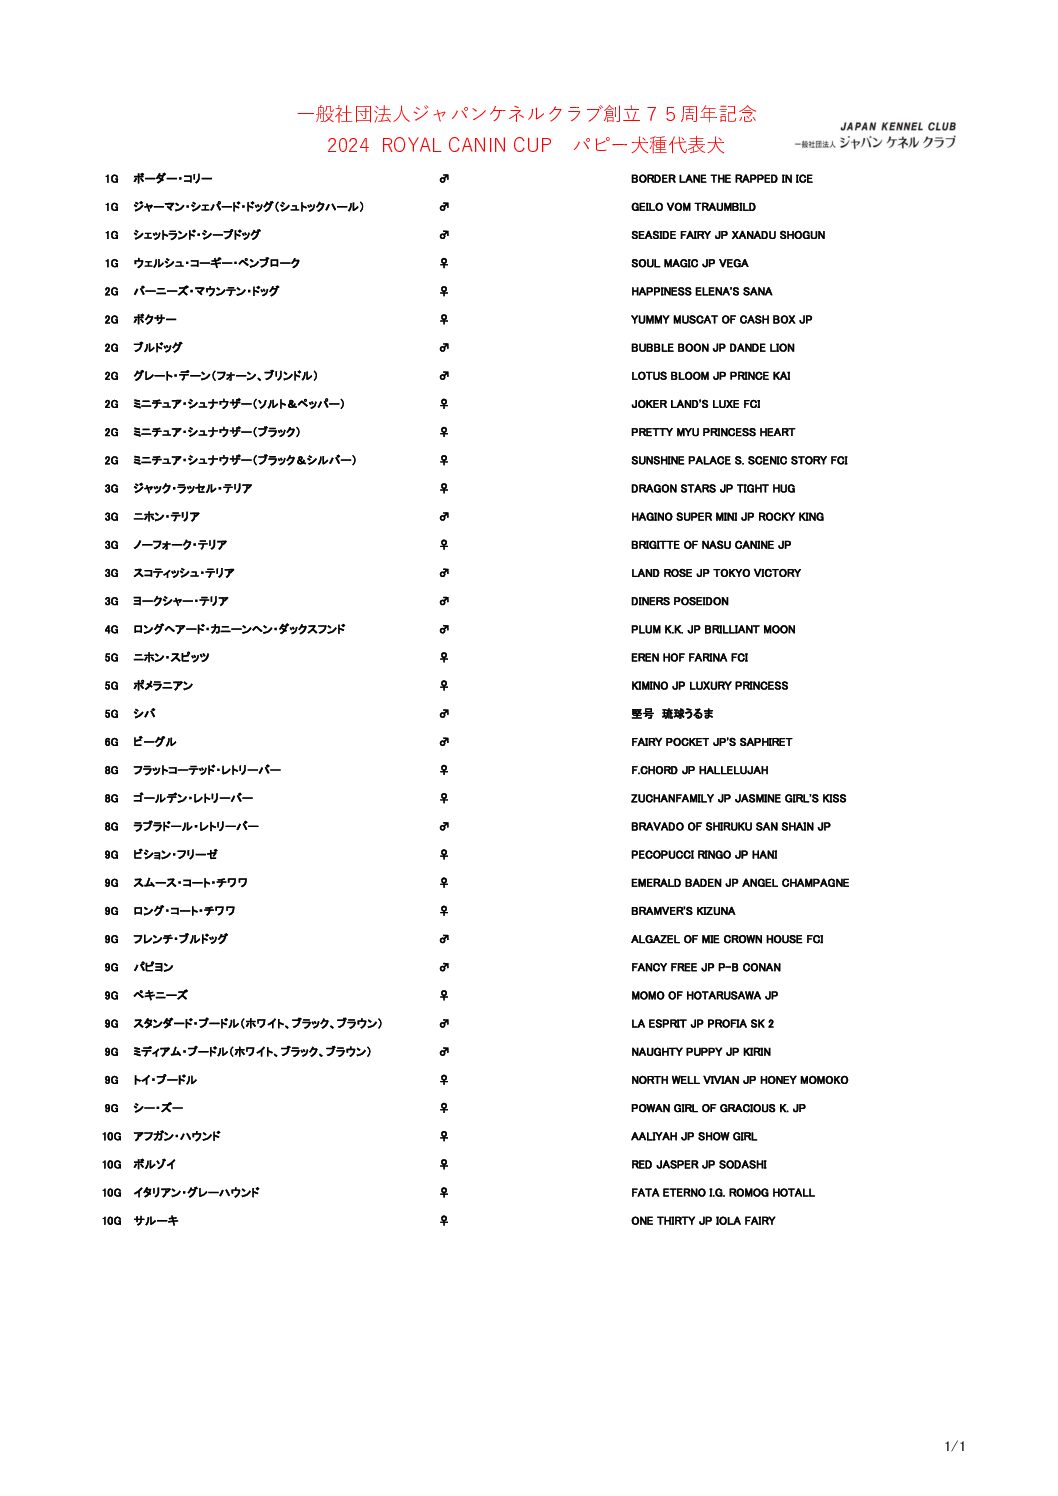 一般社団法人ジャパンケネルクラブ創立７５周年記念
2024 ROYAL CANIN CUP　パピー犬種代表犬
JAPAN KENNEL CLUB
一般社団法人 ジャパン ケネル クラブ
1G ボーダー・コリー ♂ BORDER LANE THE RAPPED IN ICE
1G ジャーマン・シェパード・ドッグ（シュトックハール） ♂ GEILO VOM TRAUMBILD
1G シェットランド・シープドッグ ♂ SEASIDE FAIRY JP XANADU SHOGUN
1G ウェルシュ・コーギー・ペンブローク ♀ SOUL MAGIC JP VEGA
2G バーニーズ・マウンテン・ドッグ ♀ HAPPINESS ELENA'S SANA
2G ボクサー ♀ YUMMY MUSCAT OF CASH BOX JP
2G ブルドッグ ♂ BUBBLE BOON JP DANDE LION
2G グレート・デーン（フォーン、ブリンドル） ♂ LOTUS BLOOM JP PRINCE KAI
2G ミニチュア・シュナウザー（ソルト＆ペッパー） ♀ JOKER LAND'S LUXE FCI
2G ミニチュア・シュナウザー（ブラック） ♀ PRETTY MYU PRINCESS HEART
2G ミニチュア・シュナウザー（ブラック＆シルバー） ♀ SUNSHINE PALACE S. SCENIC STORY FCI
3G ジャック・ラッセル・テリア ♀ DRAGON STARS JP TIGHT HUG
3G ニホン・テリア ♂ HAGINO SUPER MINI JP ROCKY KING
3G ノーフォーク・テリア ♀ BRIGITTE OF NASU CANINE JP
3G スコティッシュ・テリア ♂ LAND ROSE JP TOKYO VICTORY
3G ヨークシャー・テリア ♂ DINERS POSEIDON
4G ロングヘアード・カニーンヘン・ダックスフンド ♂ PLUM K.K. JP BRILLIANT MOON
5G ニホン・スピッツ ♀ EREN HOF FARINA FCI
5G ポメラニアン ♀ KIMINO JP LUXURY PRINCESS
5G シバ ♂ 堅号 琉球うるま
6G ビーグル ♂ FAIRY POCKET JP'S SAPHIRET
8G フラットコーテッド・レトリーバー ♀ F.CHORD JP HALLELUJAH
8G ゴールデン・レトリーバー ♀ ZUCHANFAMILY JP JASMINE GIRL'S KISS
8G ラブラドール・レトリーバー ♂ BRAVADO OF SHIRUKU SAN SHAIN JP
9G ビション・フリーゼ ♀ PECOPUCCI RINGO JP HANI
9G スムース・コート・チワワ ♀ EMERALD BADEN JP ANGEL CHAMPAGNE
9G ロング・コート・チワワ ♀ BRAMVER'S KIZUNA
9G フレンチ・ブルドッグ ♂ ALGAZEL OF MIE CROWN HOUSE FCI
9G パピヨン ♂ FANCY FREE JP P-B CONAN
9G ペキニーズ ♀ MOMO OF HOTARUSAWA JP
9G スタンダード・プードル（ホワイト、ブラック、ブラウン） ♂ LA ESPRIT JP PROFIA SK 2
9G ミディアム・プードル（ホワイト、ブラック、ブラウン） ♂ NAUGHTY PUPPY JP KIRIN
9G トイ・プードル ♀ NORTH WELL VIVIAN JP HONEY MOMOKO
9G シー・ズー ♀ POWAN GIRL OF GRACIOUS K. JP
10G アフガン・ハウンド ♀ AALIYAH JP SHOW GIRL
10G ボルゾイ ♀ RED JASPER JP SODASHI
10G イタリアン・グレーハウンド ♀ FATA ETERNO I.G. ROMOG HOTALL
10G サルーキ ♀ ONE THIRTY JP IOLA FAIRY
1/1